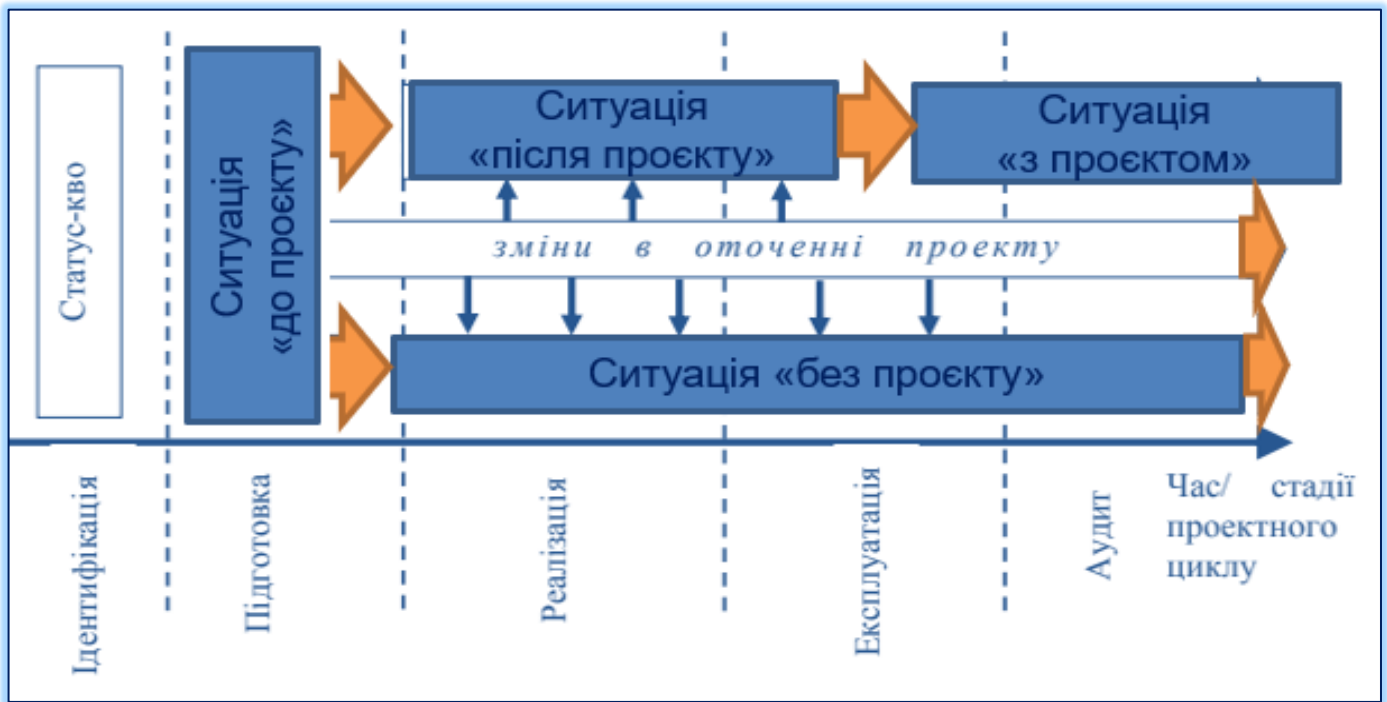 Статус-кво
Ситуація
«до проєкту»
Ситуація
«після проєкту»
Ситуація
«з проєктом»
зміни в оточенні проекту
Ситуація «без проєкту»
Ідентифікація
Підготовка
Реалізація
Експлуатація
Аудит
Час/ стадії
проектного
циклу